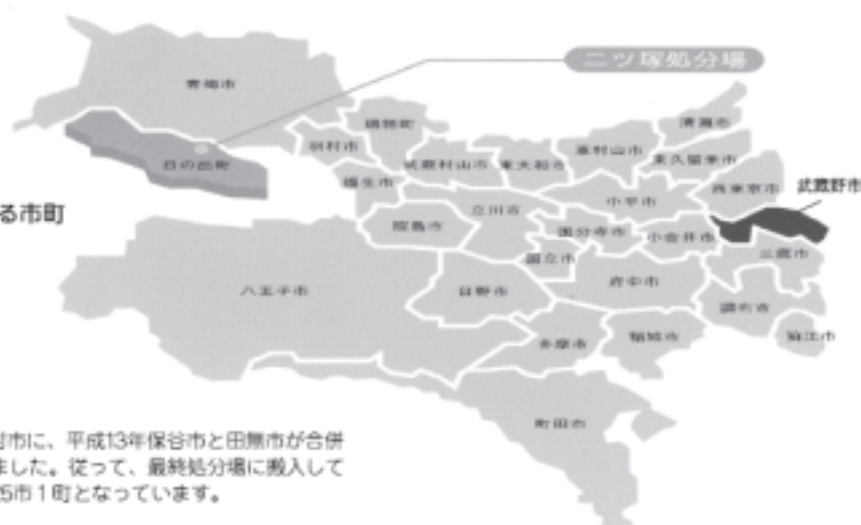 二ツ塚処分場
青梅市
日の出町
羽村市
瑞穂町
福生市
武蔵村山市
東大和市
東村山市
清瀬市
東久留米市
西東京市
武蔵野市
る市町
昭島市
立川市
小平市
国分寺市
小金井市
国立市
三鷹市
八王子市
日野市
府中市
調布市
狛江市
多摩市
稲城市
町田市
村市に、平成13年保谷市と田無市が合併
ました。従って、最終処分場に搬入して
25市1町となっています。